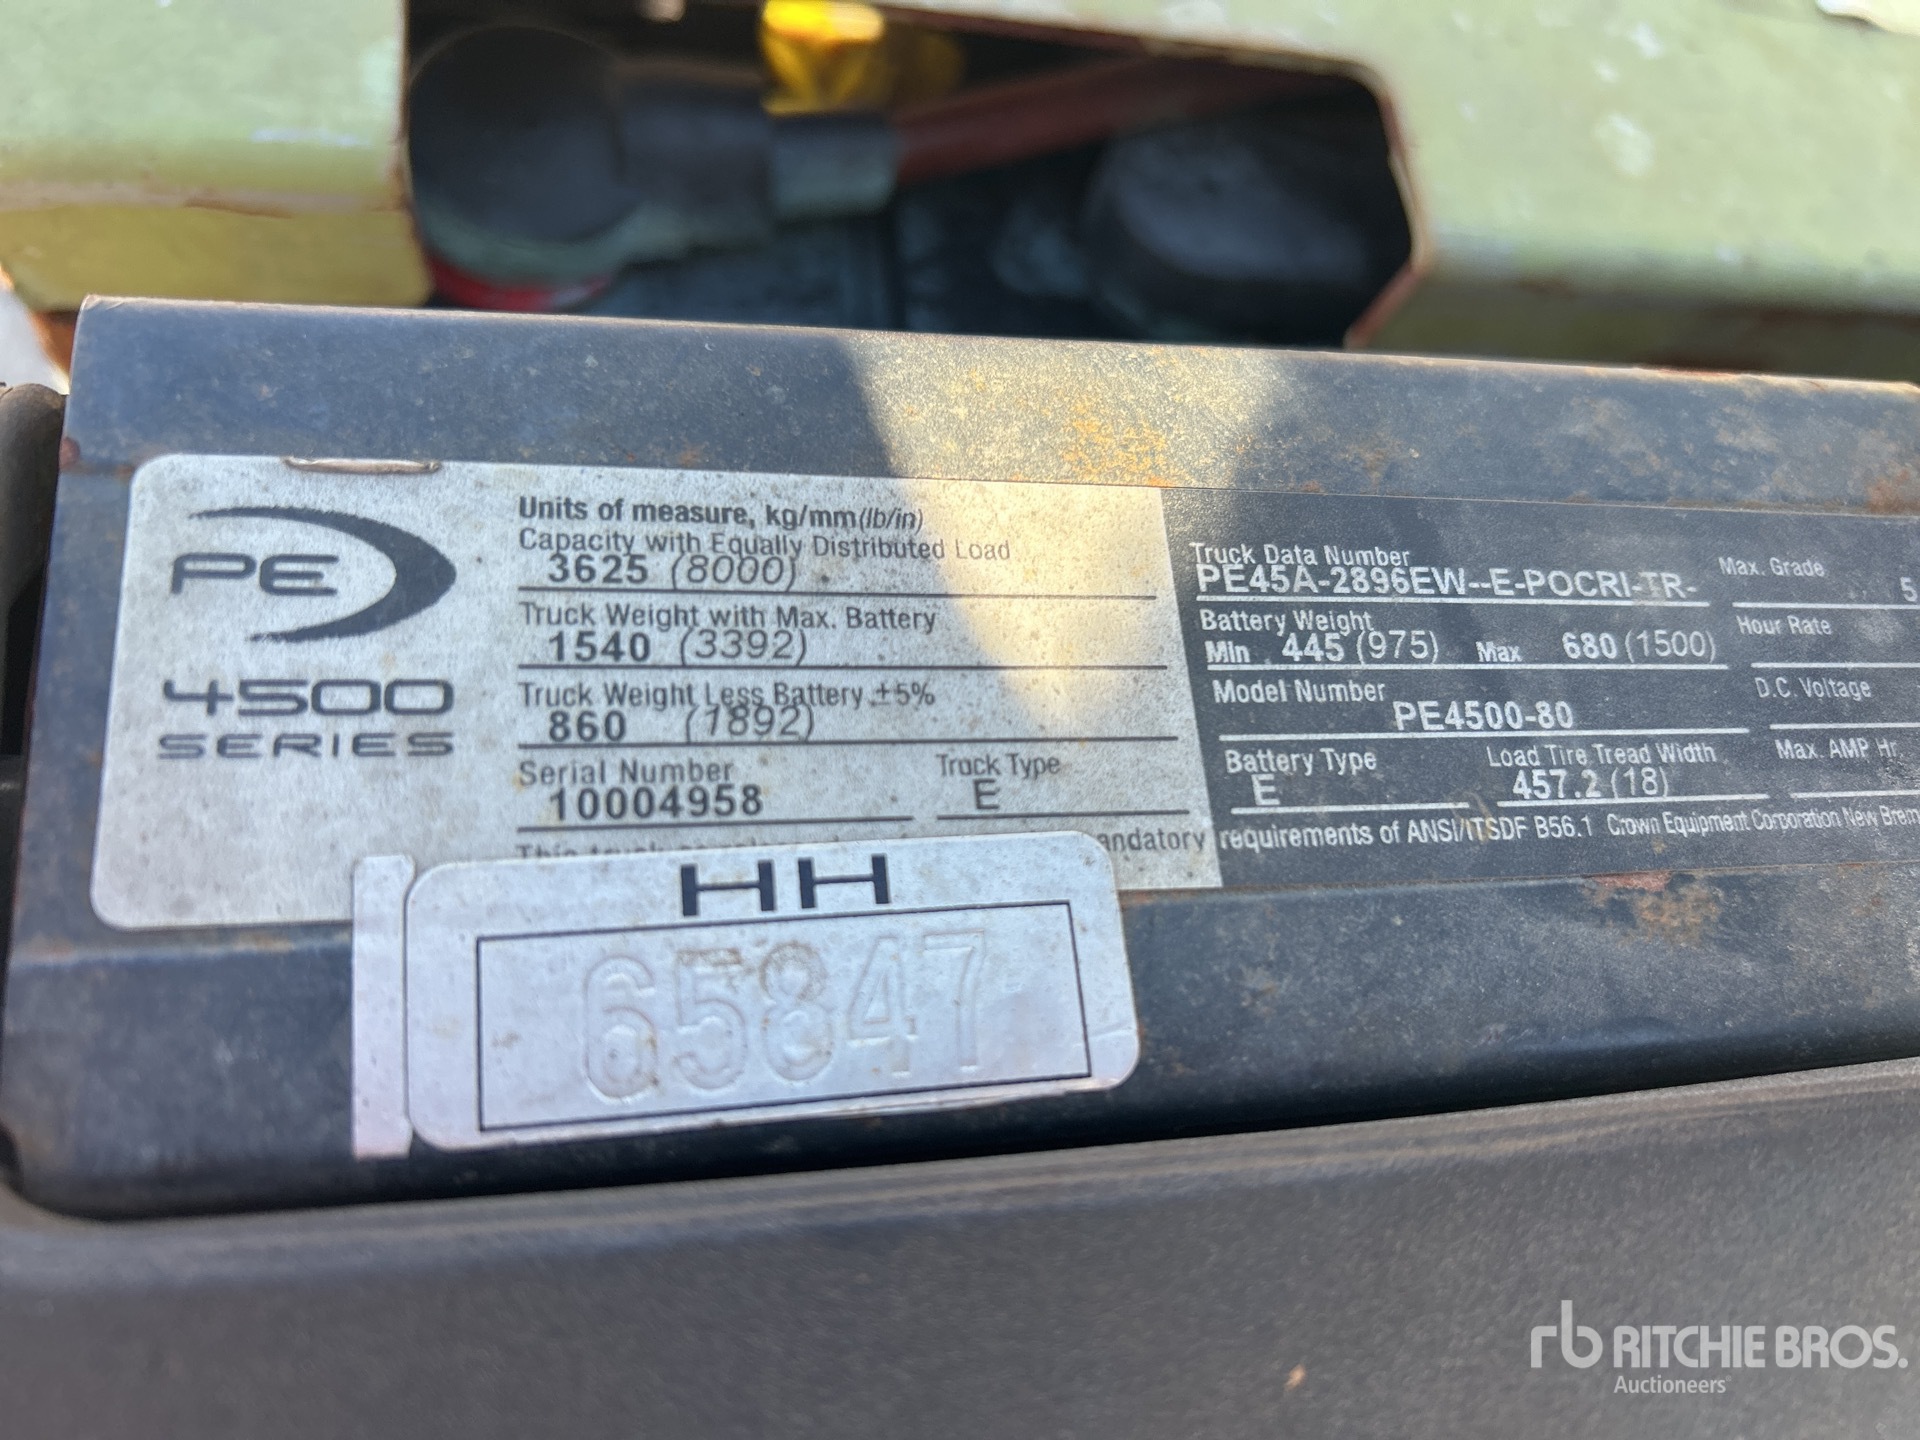 PE
4500
SERIES
Units of measure, kg/mm(lb/in)
Capacity with Equally Distributed Load
3625 (8000)
Truck Weight with Max. Battery
1540 (3392)
Truck Weight Less Battery ±5%
860 (1892)
Serial Number
10004958
Truck Type
E
Truck Data Number
PE45A-2896EW--E-POCRI-TR-
Max. Grade
5
Battery Weight
Min 445 (975) Max 680 (1500)
Hour Rate
Model Number
PE4500-80
D.C. Voltage
Battery Type
E
Load Tire Tread Width
457.2 (18)
Max. AMP Hr.
This truck
andatory requirements of ANSI/ITSDF B56.1 Crown Equipment Corporation New Brem
HH
65847
rb RITCHIE BROS.
Auctioneers